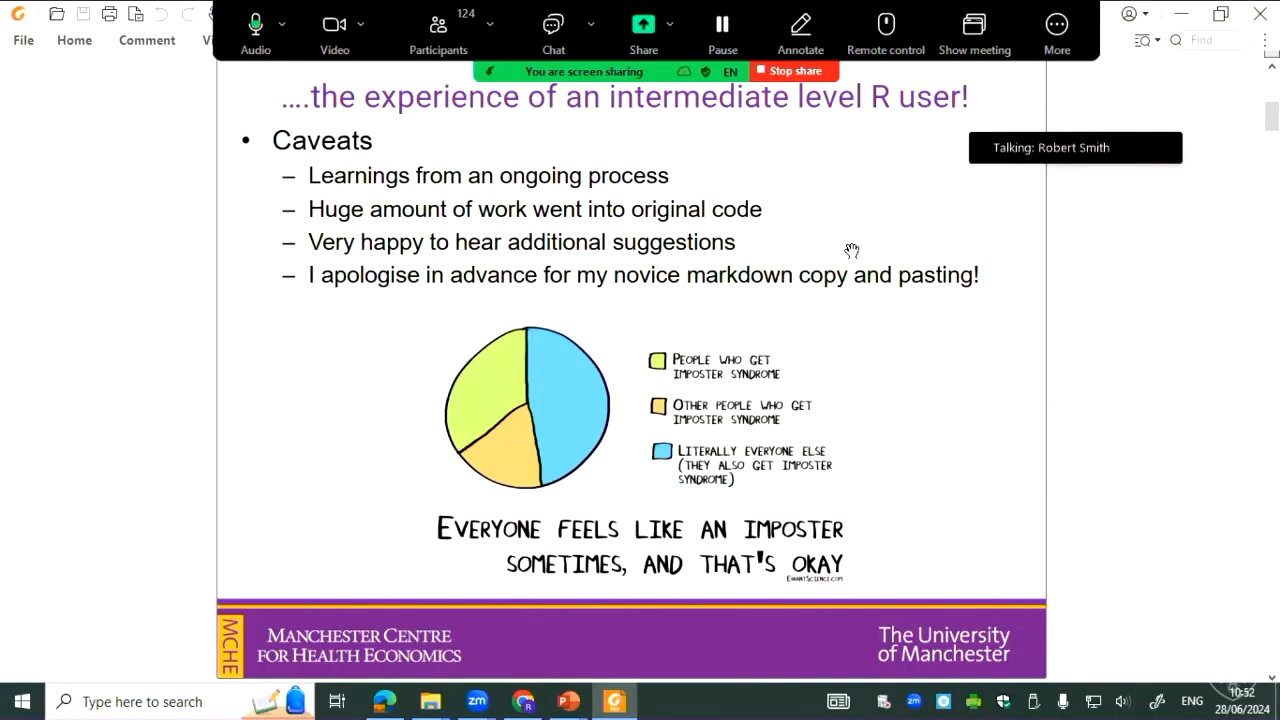 124
Audio
Video
Participants
Chat
Share
Pause
Annotate
Remote control
Show meeting
More
File
Home
Comment
Find
You are screen sharing
EN
Stop share
....the experience of an intermediate level R user!
Talking: Robert Smith
• Caveats
– Learnings from an ongoing process
– Huge amount of work went into original code
– Very happy to hear additional suggestions
– I apologise in advance for my novice markdown copy and pasting!
PEOPLE WHO GET
IMPOSTER SYNDROME
OTHER PEOPLE WHO GET
IMPOSTER SYNDROME
LITERALLY EVERYONE ELSE
(THEY ALSO GET IMPOSTER
SYNDROME)
EVERYONE FEELS LIKE AN IMPOSTER
SOMETIMES, AND THAT'S OKAY
ERRANTSCIENCE.COM
MCHE
MANCHESTER CENTRE
FOR HEALTH ECONOMICS
The University
of Manchester
Type here to search
zm
zm
ENG
10:52
28/06/2024